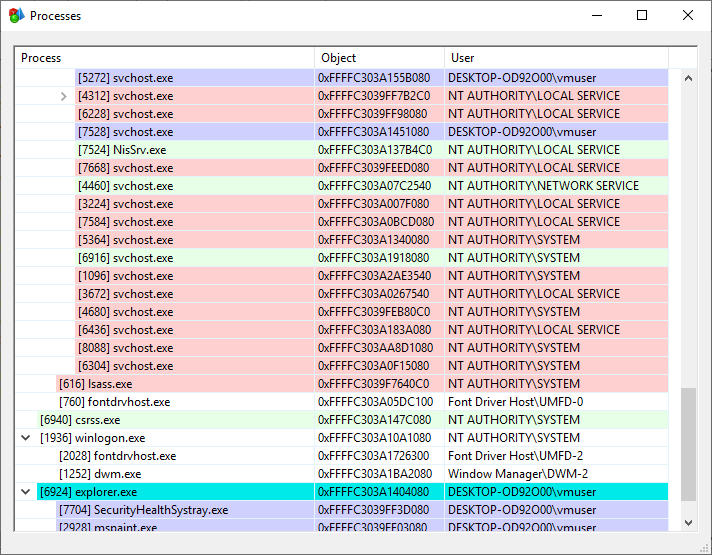 Processes
Process Object User
[5272] svchost.exe 0xFFFFC303A155B080 DESKTOP-OD92O00\vmuser
[4312] svchost.exe 0xFFFFC3039FF7B2C0 NT AUTHORITY\LOCAL SERVICE
[6228] svchost.exe 0xFFFFC3039FF98080 NT AUTHORITY\LOCAL SERVICE
[7528] svchost.exe 0xFFFFC303A1451080 DESKTOP-OD92O00\vmuser
[7524] NisSrv.exe 0xFFFFC303A137B4C0 NT AUTHORITY\LOCAL SERVICE
[7668] svchost.exe 0xFFFFC3039FEED080 NT AUTHORITY\LOCAL SERVICE
[4460] svchost.exe 0xFFFFC303A07C2540 NT AUTHORITY\NETWORK SERVICE
[3224] svchost.exe 0xFFFFC303A007F080 NT AUTHORITY\LOCAL SERVICE
[7584] svchost.exe 0xFFFFC303A0BCD080 NT AUTHORITY\LOCAL SERVICE
[5364] svchost.exe 0xFFFFC303A1340080 NT AUTHORITY\SYSTEM
[6916] svchost.exe 0xFFFFC303A1918080 NT AUTHORITY\SYSTEM
[1096] svchost.exe 0xFFFFC303A2AE3540 NT AUTHORITY\SYSTEM
[3672] svchost.exe 0xFFFFC303A0267540 NT AUTHORITY\LOCAL SERVICE
[4680] svchost.exe 0xFFFFC3039FEB80C0 NT AUTHORITY\SYSTEM
[6436] svchost.exe 0xFFFFC303A183A080 NT AUTHORITY\LOCAL SERVICE
[8088] svchost.exe 0xFFFFC303AA8D1080 NT AUTHORITY\SYSTEM
[6304] svchost.exe 0xFFFFC303A0F15080 NT AUTHORITY\SYSTEM
[616] lsass.exe 0xFFFFC3039F7640C0 NT AUTHORITY\SYSTEM
[760] fontdrvhost.exe 0xFFFFC303A05DC100 Font Driver Host\UMFD-0
[6940] csrss.exe 0xFFFFC303A147C080 NT AUTHORITY\SYSTEM
[1936] winlogon.exe 0xFFFFC303A10A1080 NT AUTHORITY\SYSTEM
[2028] fontdrvhost.exe 0xFFFFC303A1726300 Font Driver Host\UMFD-2
[1252] dwm.exe 0xFFFFC303A1BA2080 Window Manager\DWM-2
[6924] explorer.exe 0xFFFFC303A1404080 DESKTOP-OD92O00\vmuser
[7704] SecurityHealthSystray.exe 0xFFFFC3039FF3D080 DESKTOP-OD92O00\vmuser
[2928] mspaint.exe 0xFFFFC3039FF03080 DESKTOP-OD92O00\vmuser